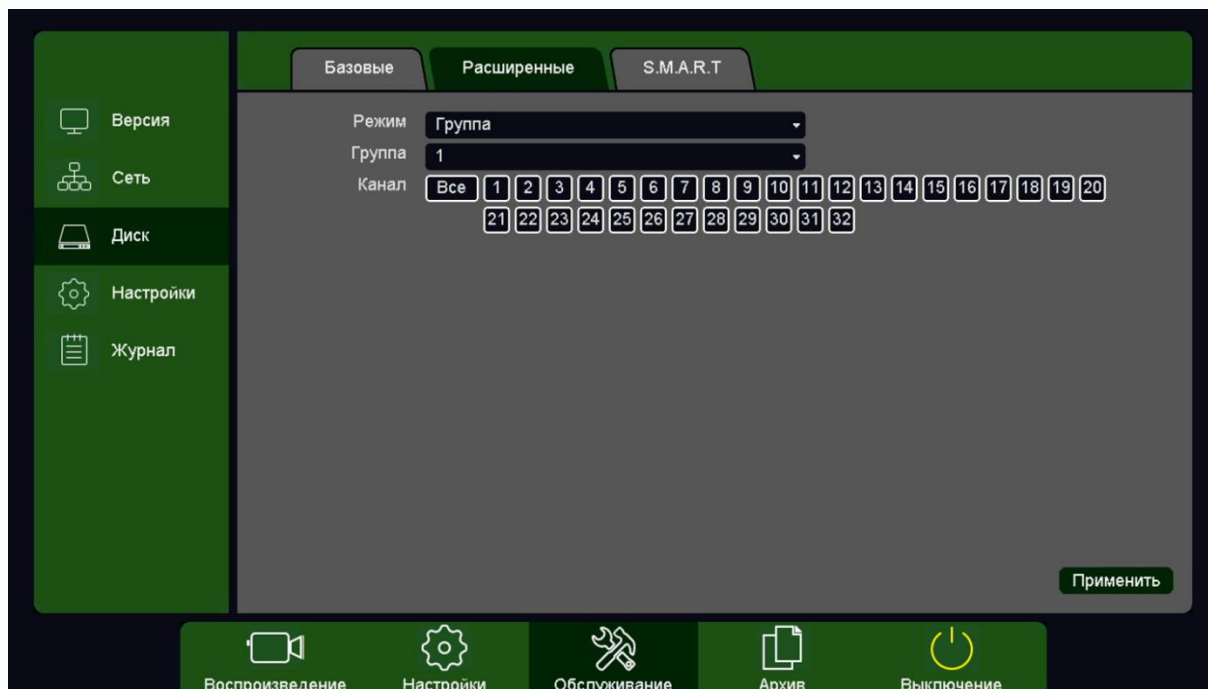 Базовые Расширенные S.M.A.R.T
Версия
Сеть
Диск
Настройки
Журнал
Режим Группа
Группа 1
Канал Все 1 2 3 4 5 6 7 8 9 10 11 12 13 14 15 16 17 18 19 20
21 22 23 24 25 26 27 28 29 30 31 32
Применить
Воспроизведение Настройки Обслуживание Архив Выключение